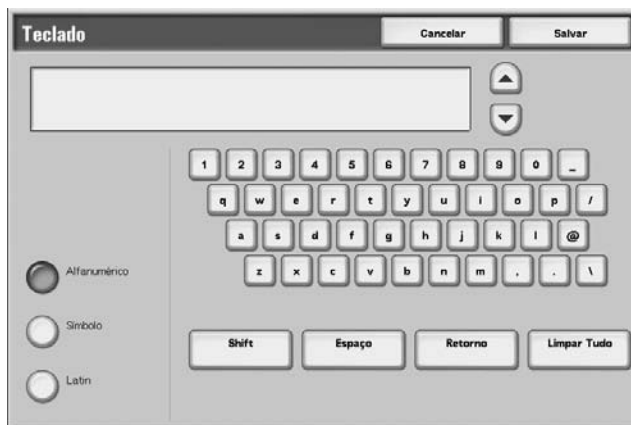 Teclado Cancelar Salvar
1 2 3 4 5 6 7 8 9 0 _
q w e r t y u i o p /
a s d f g h j k l @
z x c v b n m , . \
Alfanumérico
Símbolo
Latin
Shift Espaço Retorno Limpar Tudo